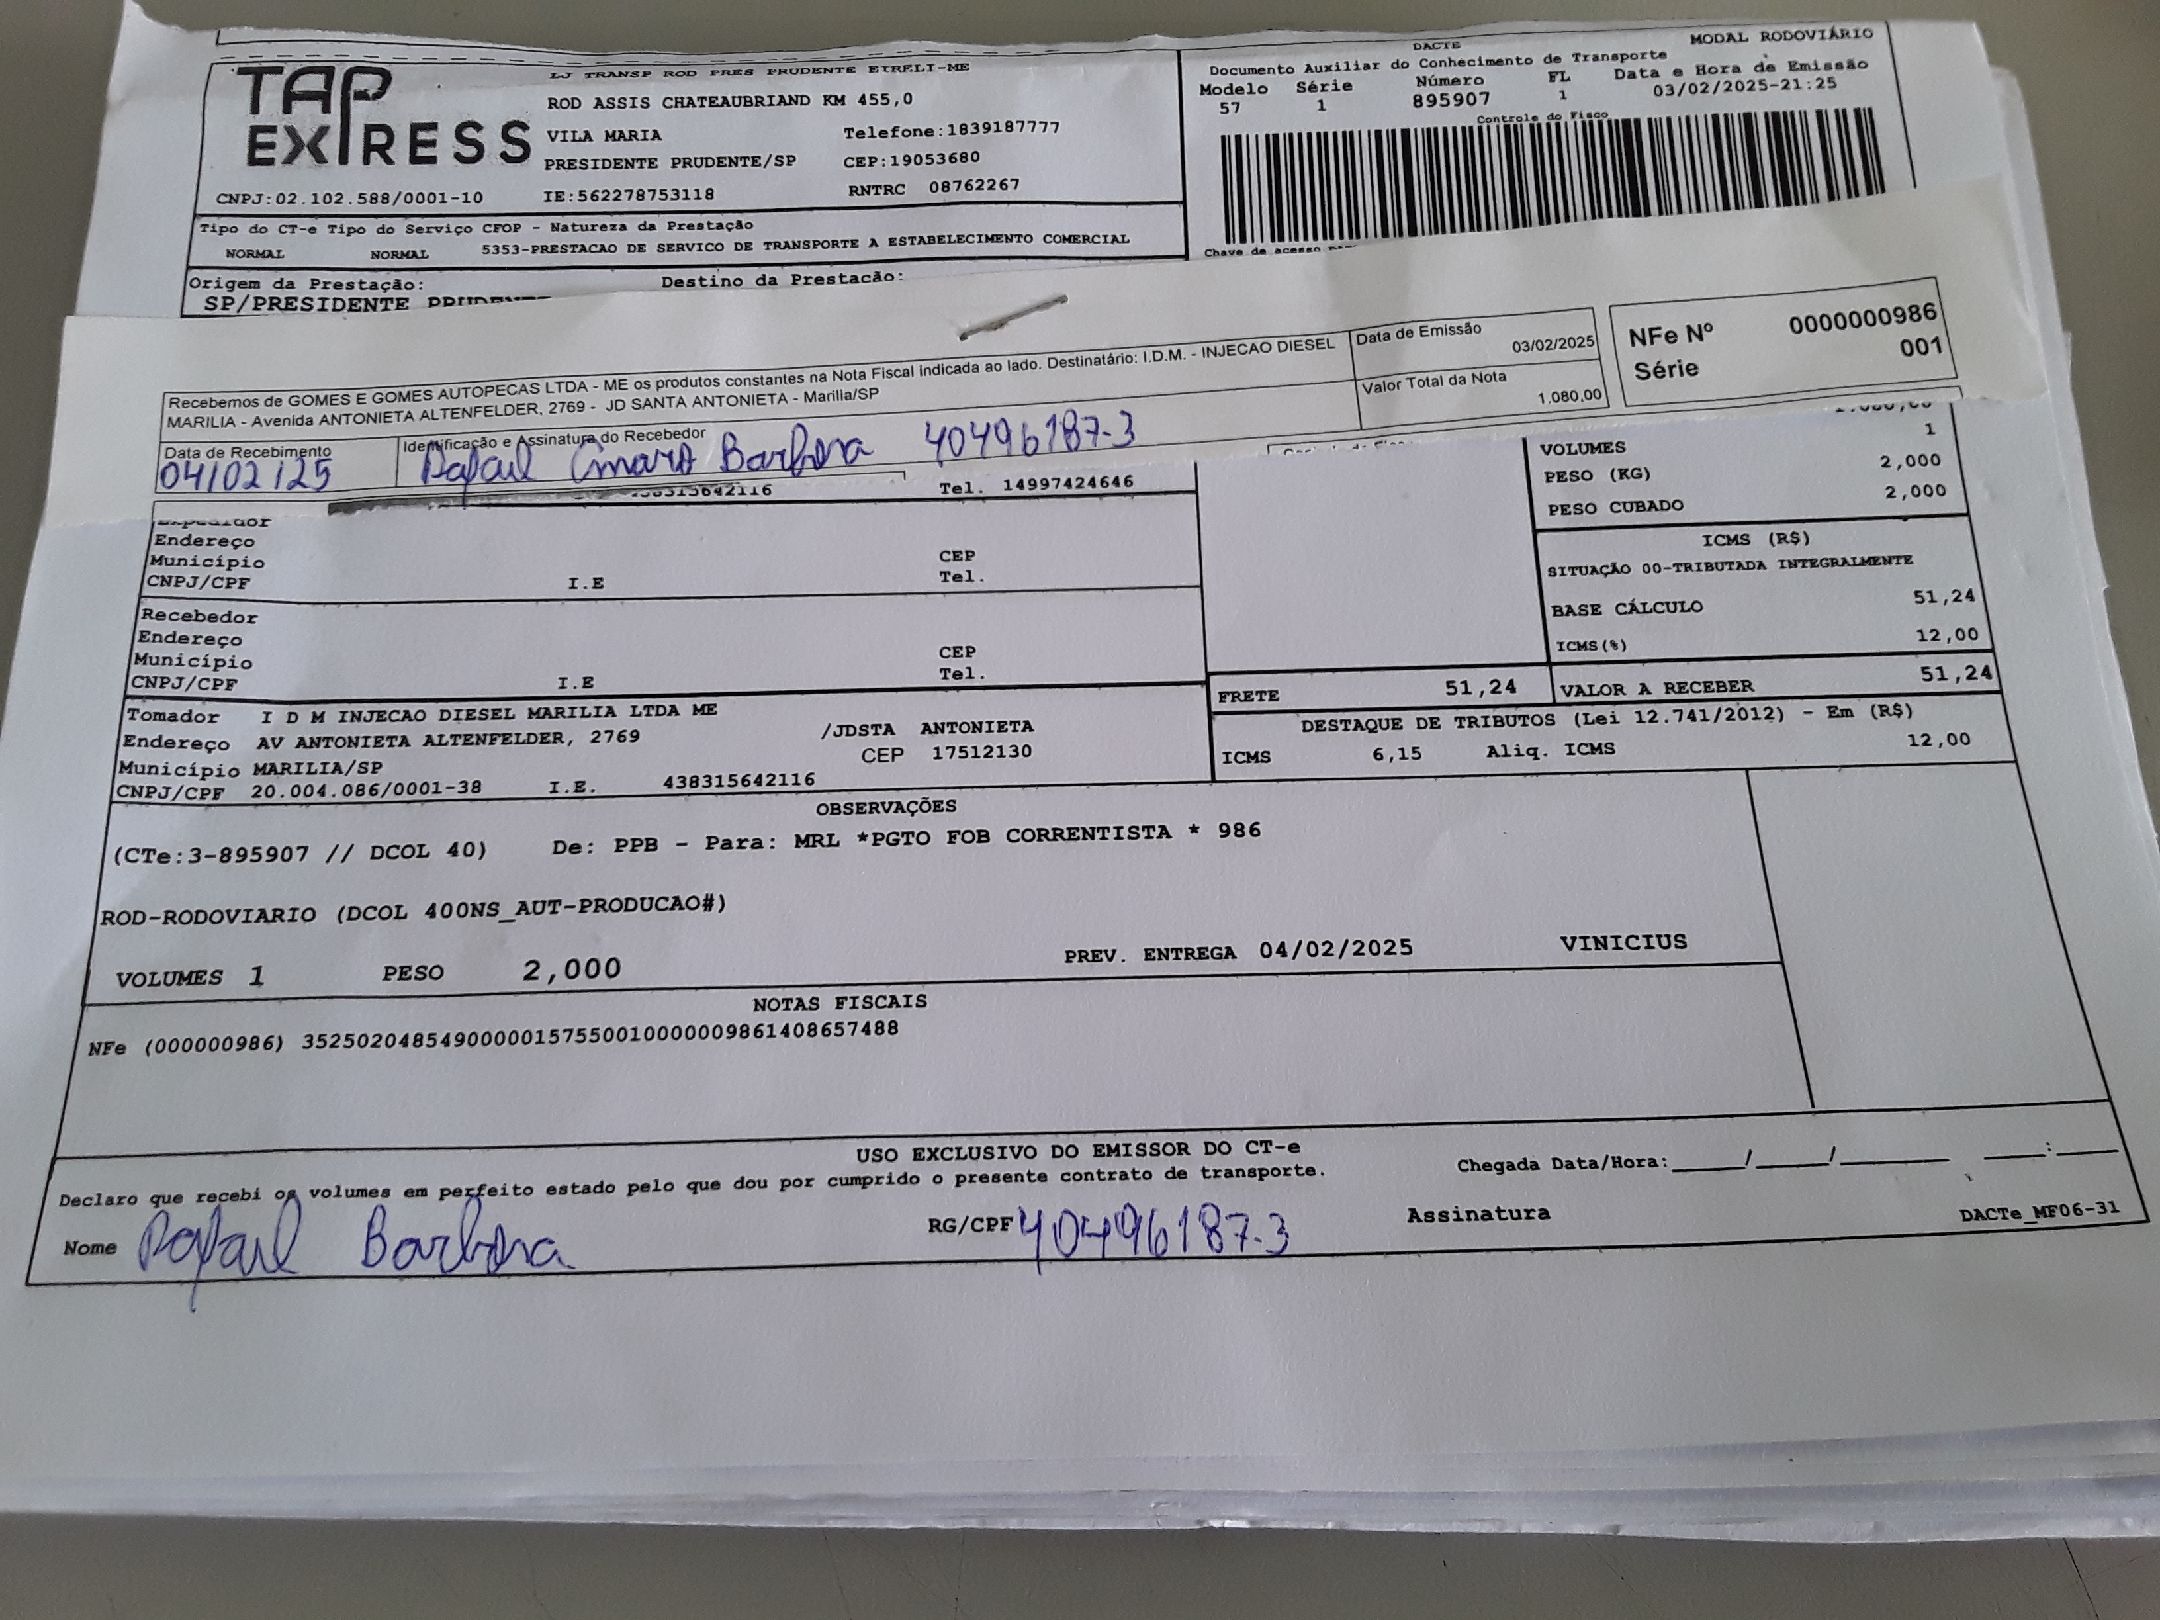 TAP EXPRESS
LJ TRANSP ROD PRES PRUDENTE EIRELI-ME
ROD ASSIS CHATEAUBRIAND KM 455,0
VILA MARIA Telefone:1839187777
PRESIDENTE PRUDENTE/SP CEP:19053680
CNPJ:02.102.588/0001-10 IE:562278753118 RNTRC 08762267
DACTE MODAL RODOVIÁRIO
Documento Auxiliar do Conhecimento de Transporte
Modelo Série Número FL Data e Hora de Emissão
57 1 895907 1 03/02/2025-21:25
Controle do Fisco
Chave de acesso
Tipo do CT-e Tipo do Serviço CFOP - Natureza da Prestação
NORMAL NORMAL 5353-PRESTACAO DE SERVICO DE TRANSPORTE A ESTABELECIMENTO COMERCIAL
Origem da Prestação: Destino da Prestacão:
SP/PRESIDENTE PRUDENTE
Recebemos de GOMES E GOMES AUTOPECAS LTDA - ME os produtos constantes na Nota Fiscal indicada ao lado. Destinatário: I.D.M. - INJECAO DIESEL
MARILIA - Avenida ANTONIETA ALTENFELDER, 2769 - JD SANTA ANTONIETA - Marilia/SP
Data de Emissão
03/02/2025
Valor Total da Nota
1.080,00
NFe Nº 0000000986
Série 001
Data de Recebimento Identificação e Assinatura do Recebedor
04/02/25 Rafael Barbosa 40496187-3
438315642116 Tel. 14997424646
VOLUMES 1
PESO (KG) 2,000
PESO CUBADO 2,000
Expedidor
Endereço
Município CEP
CNPJ/CPF I.E Tel.
ICMS (R$)
SITUAÇÃO 00-TRIBUTADA INTEGRALMENTE
BASE CÁLCULO 51,24
ICMS(%) 12,00
Recebedor
Endereço
Município CEP
CNPJ/CPF I.E Tel.
FRETE 51,24 VALOR A RECEBER 51,24
Tomador I D M INJECAO DIESEL MARILIA LTDA ME
Endereço AV ANTONIETA ALTENFELDER, 2769 /JDSTA ANTONIETA
Município MARILIA/SP CEP 17512130
CNPJ/CPF 20.004.086/0001-38 I.E. 438315642116
DESTAQUE DE TRIBUTOS (Lei 12.741/2012) - Em (R$)
ICMS 6,15 Aliq. ICMS 12,00
OBSERVAÇÕES
(CTe:3-895907 // DCOL 40) De: PPB - Para: MRL *PGTO FOB CORRENTISTA * 986
ROD-RODOVIARIO (DCOL 400NS_AUT-PRODUCAO#)
VOLUMES 1 PESO 2,000 PREV. ENTREGA 04/02/2025 VINICIUS
NOTAS FISCAIS
NFe (000000986) 35250204854900000157550010000009861408657488
USO EXCLUSIVO DO EMISSOR DO CT-e
Declaro que recebi os volumes em perfeito estado pelo que dou por cumprido o presente contrato de transporte. Chegada Data/Hora:____/____/______ ___:___
Nome Rafael Barbosa RG/CPF 40496187-3 Assinatura
DACTe_MF06-31